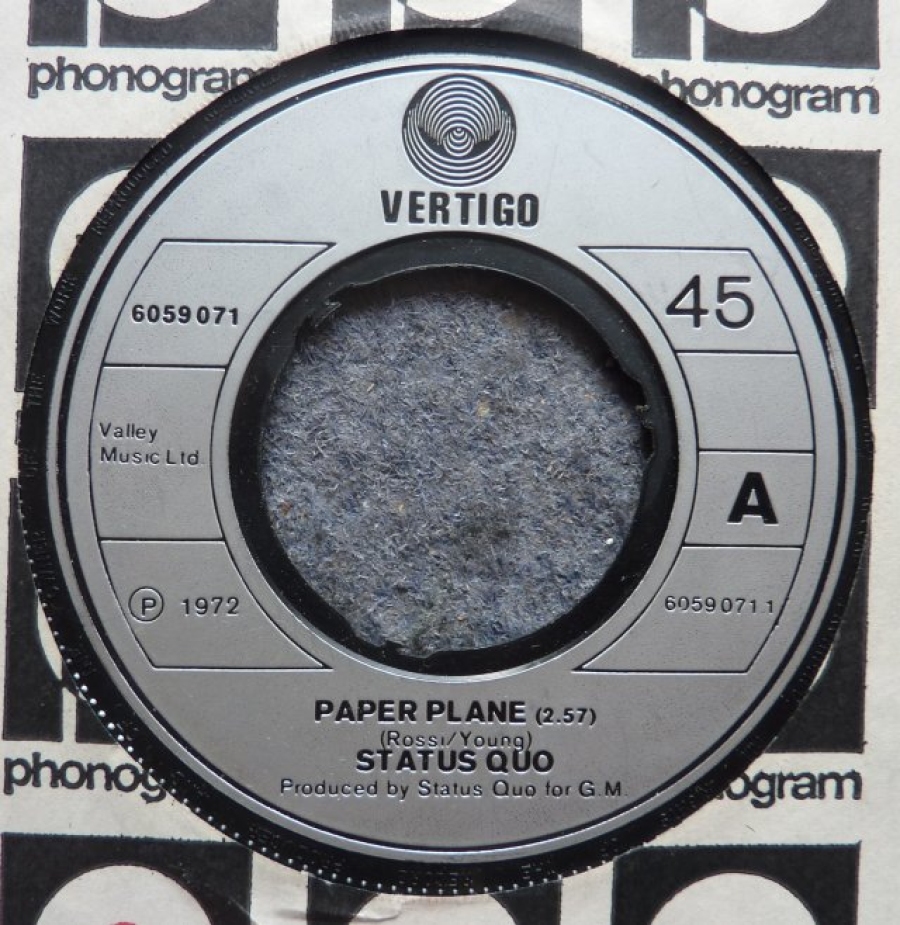 phonogram
phonogram
VERTIGO
6059 071
45
Valley
Music Ltd.
A
Ⓟ 1972
6059 071 1
PAPER PLANE (2.57)
(Rossi/Young)
STATUS QUO
Produced by Status Quo for G.M.
phonogram
phonogram